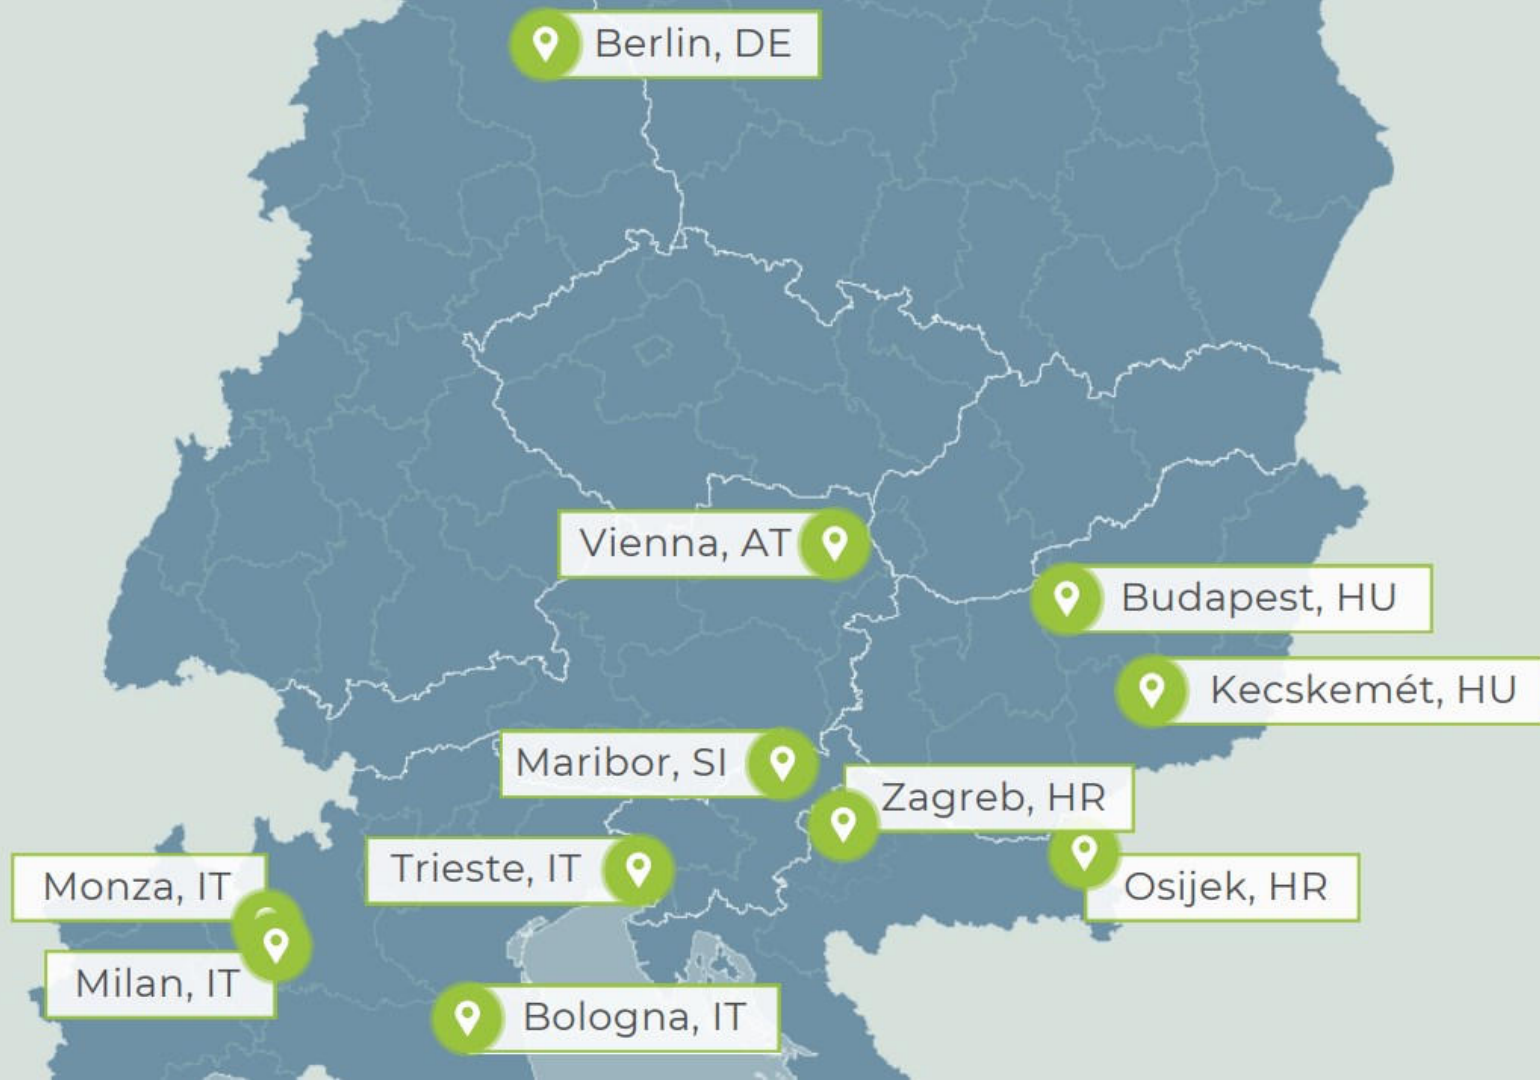 Berlin, DE
Vienna, AT
Budapest, HU
Kecskemét, HU
Maribor, SI
Zagreb, HR
Trieste, IT
Osijek, HR
Monza, IT
Milan, IT
Bologna, IT